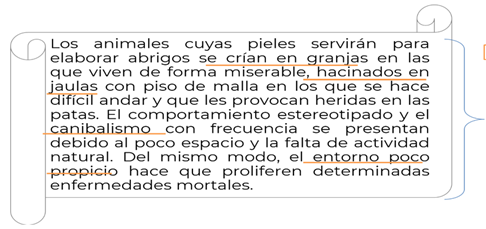 Los animales cuyas pieles servirán para
elaborar abrigos se crían en granjas en las
que viven de forma miserable, hacinados en
jaulas con piso de malla en los que se hace
difícil andar y que les provocan heridas en las
patas. El comportamiento estereotipado y el
canibalismo con frecuencia se presentan
debido al poco espacio y la falta de actividad
natural. Del mismo modo, el entorno poco
propicio hace que proliferen determinadas
enfermedades mortales.